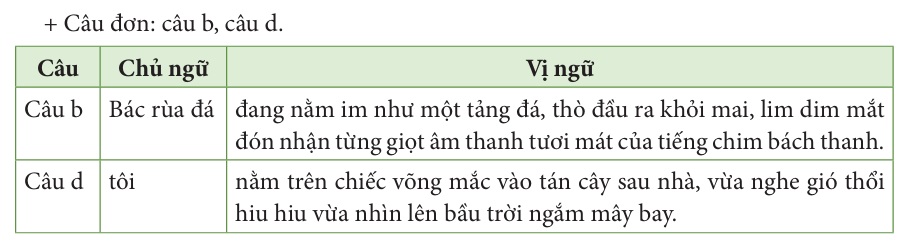 + Câu đơn: câu b, câu d.
Câu Chủ ngữ Vị ngữ
Câu b Bác rùa đá đang nằm im như một tảng đá, thò đầu ra khỏi mai, lim dim mắt
đón nhận từng giọt âm thanh tươi mát của tiếng chim bách thanh.
Câu d tôi nằm trên chiếc võng mắc vào tán cây sau nhà, vừa nghe gió thổi
hiu hiu vừa nhìn lên bầu trời ngắm mây bay.